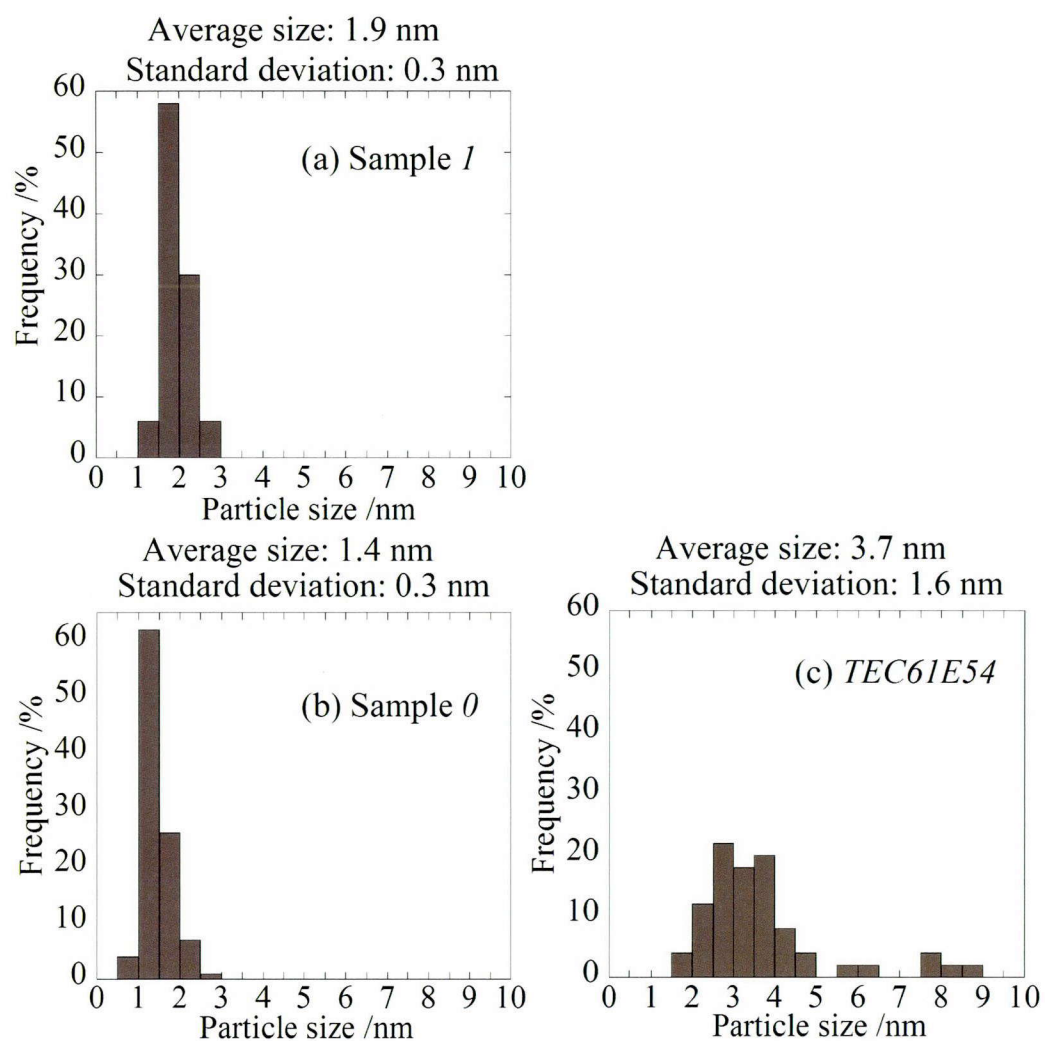 Average size: 1.9 nm
Standard deviation: 0.3 nm
60
50
40
30
20
10
0
Frequency /%
(a) Sample 1
0 1 2 3 4 5 6 7 8 9 10
Particle size /nm
Average size: 1.4 nm
Standard deviation: 0.3 nm
60
50
40
30
20
10
0
Frequency /%
(b) Sample 0
0 1 2 3 4 5 6 7 8 9 10
Particle size /nm
Average size: 3.7 nm
Standard deviation: 1.6 nm
60
50
40
30
20
10
0
Frequency /%
(c) TEC61E54
0 1 2 3 4 5 6 7 8 9 10
Particle size /nm